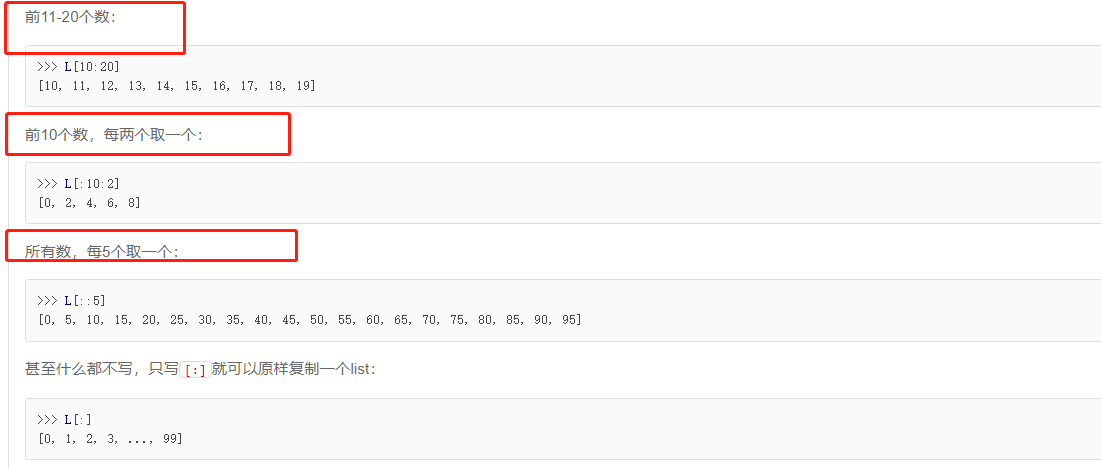 前11-20个数：
>>> L[10:20]
[10, 11, 12, 13, 14, 15, 16, 17, 18, 19]
前10个数，每两个取一个：
>>> L[:10:2]
[0, 2, 4, 6, 8]
所有数，每5个取一个：
>>> L[::5]
[0, 5, 10, 15, 20, 25, 30, 35, 40, 45, 50, 55, 60, 65, 70, 75, 80, 85, 90, 95]
甚至什么都不写，只写[:]就可以原样复制一个list：
>>> L[:]
[0, 1, 2, 3, ..., 99]